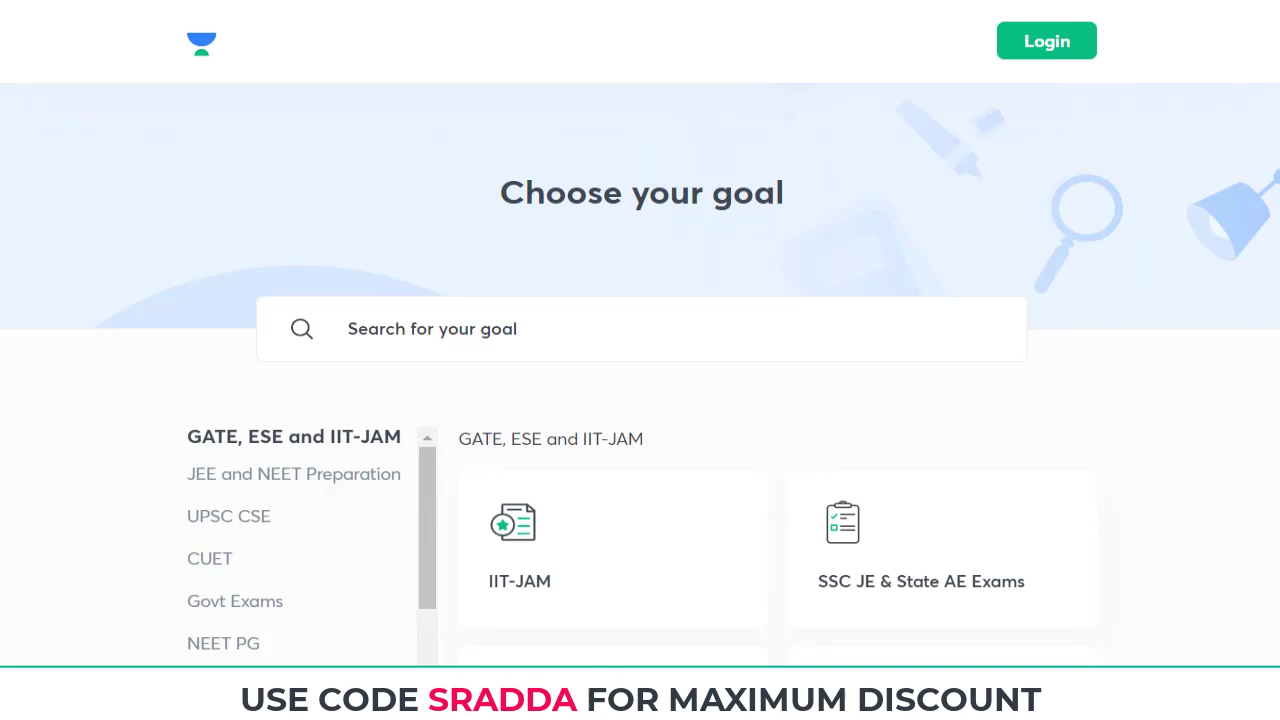 Login
Choose your goal
Search for your goal
GATE, ESE and IIT-JAM
JEE and NEET Preparation
UPSC CSE
CUET
Govt Exams
NEET PG
GATE, ESE and IIT-JAM
IIT-JAM
SSC JE & State AE Exams
USE CODE SRADDA FOR MAXIMUM DISCOUNT